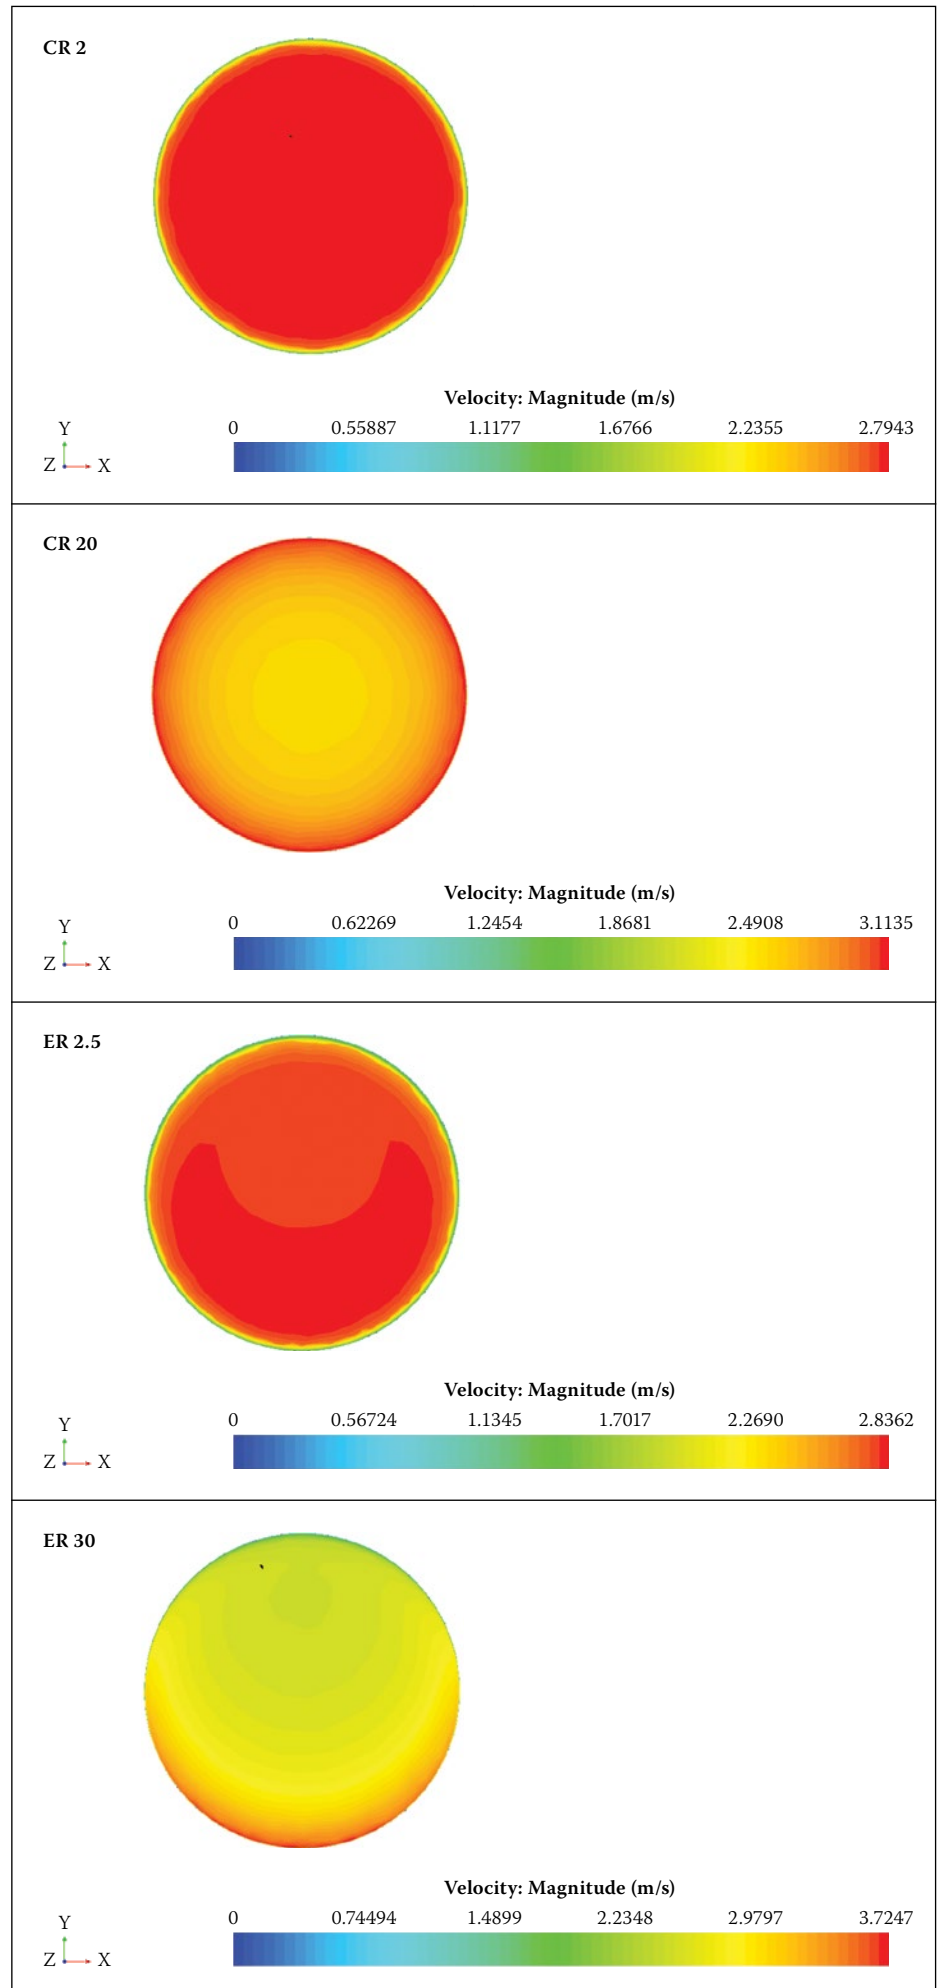 CR 2
Velocity: Magnitude (m/s)
0 0.55887 1.1177 1.6766 2.2355 2.7943
Y
Z X
CR 20
Velocity: Magnitude (m/s)
0 0.62269 1.2454 1.8681 2.4908 3.1135
Y
Z X
ER 2.5
Velocity: Magnitude (m/s)
0 0.56724 1.1345 1.7017 2.2690 2.8362
Y
Z X
ER 30
Velocity: Magnitude (m/s)
0 0.74494 1.4899 2.2348 2.9797 3.7247
Y
Z X